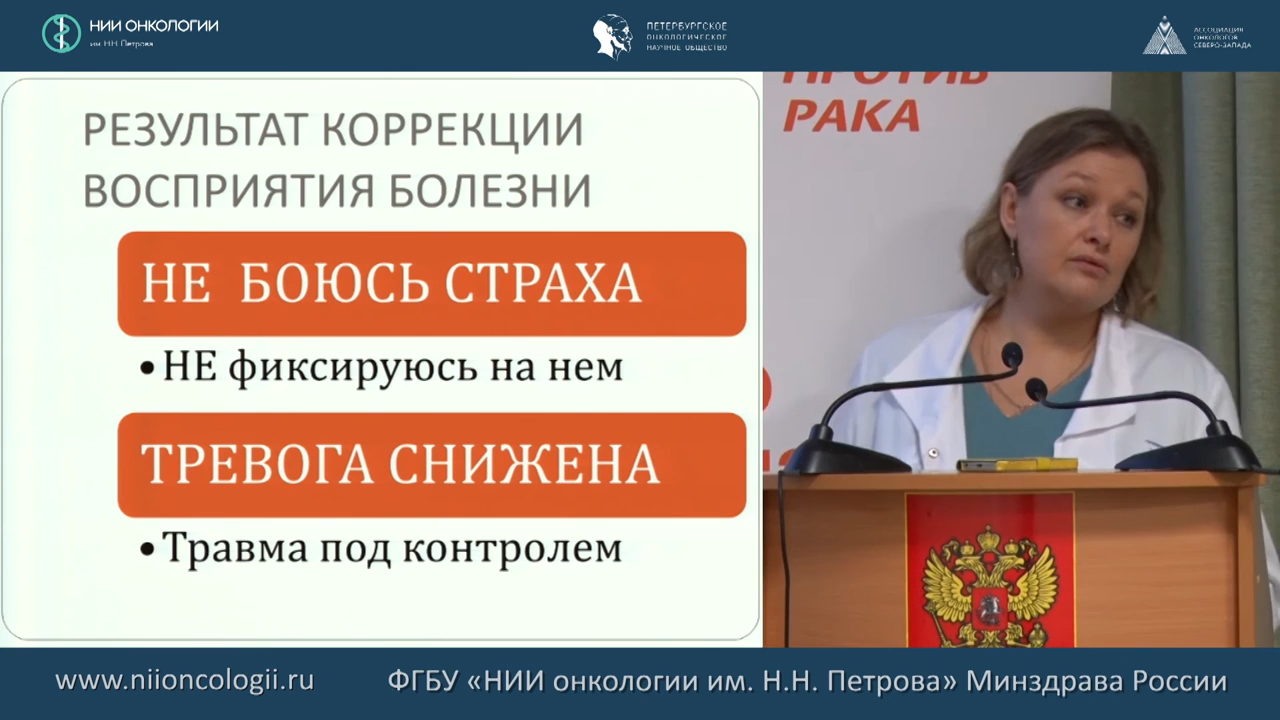 НИИ ОНКОЛОГИИ
им. Н.Н. Петрова
ПЕТЕРБУРГСКОЕ
ОНКОЛОГИЧЕСКОЕ
НАУЧНОЕ ОБЩЕСТВО
АССОЦИАЦИЯ
ОНКОЛОГОВ
СЕВЕРО-ЗАПАДА
РЕЗУЛЬТАТ КОРРЕКЦИИ
ВОСПРИЯТИЯ БОЛЕЗНИ
НЕ БОЮСЬ СТРАХА
• НЕ фиксируюсь на нем
ТРЕВОГА СНИЖЕНА
• Травма под контролем
ПРОТИВ
РАКА
www.niioncologii.ru
ФГБУ «НИИ онкологии им. Н.Н. Петрова» Минздрава России